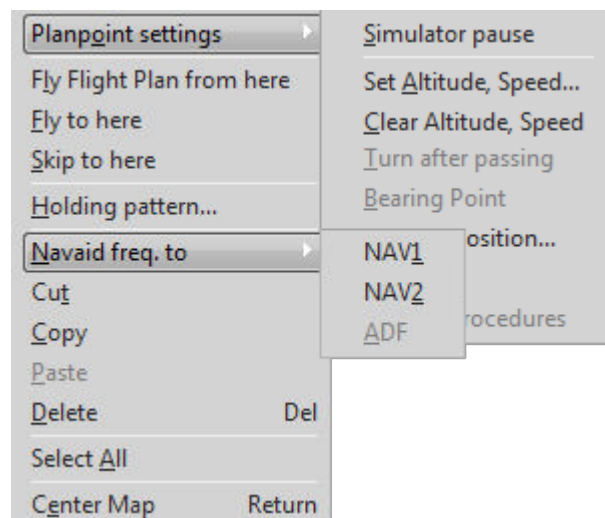 Planpoint settings
Fly Flight Plan from here
Fly to here
Skip to here
Holding pattern...
Navaid freq. to
Cut
Copy
Paste
Delete Del
Select All
Center Map Return
Simulator pause
Set Altitude, Speed...
Clear Altitude, Speed
Turn after passing
Bearing Point
osition...
rocedures
NAV1
NAV2
ADF